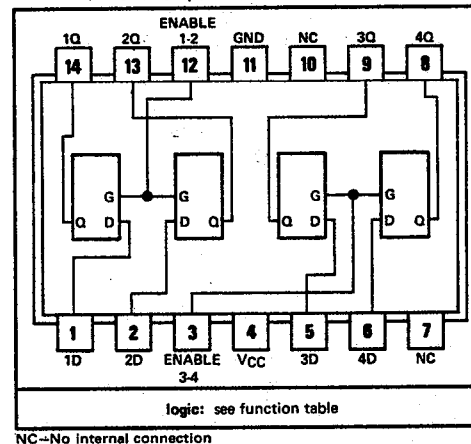 ENABLE
1Q 2Q 1-2 GND NC 3Q 4Q
14 13 12 11 10 9 8
G G G G
Q D D Q Q D D Q
1 2 3 4 5 6 7
1D 2D ENABLE VCC 3D 4D NC
3-4
logic: see function table
NC—No internal connection